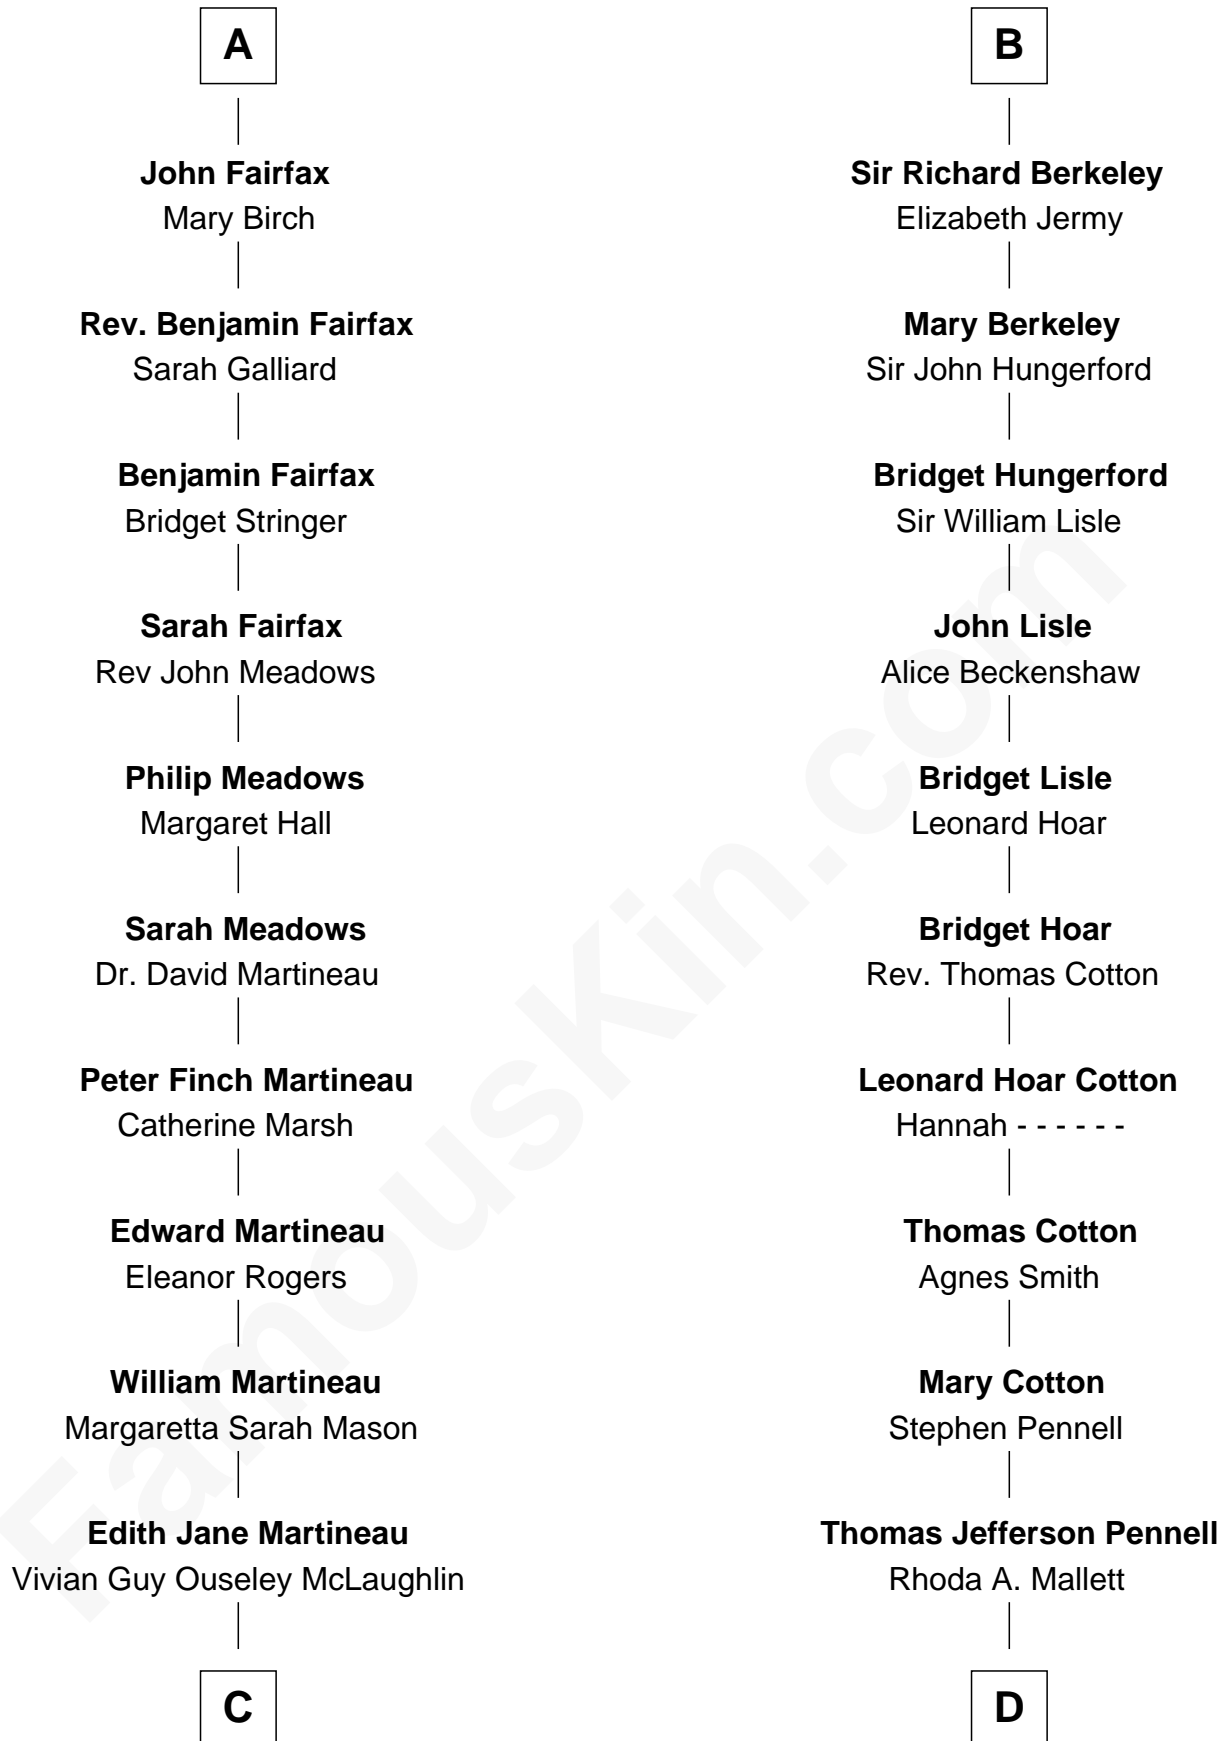 A
John Fairfax
Mary Birch
Rev. Benjamin Fairfax
Sarah Galliard
Benjamin Fairfax
Bridget Stringer
Sarah Fairfax
Rev John Meadows
Philip Meadows
Margaret Hall
Sarah Meadows
Dr. David Martineau
Peter Finch Martineau
Catherine Marsh
Edward Martineau
Eleanor Rogers
William Martineau
Margaretta Sarah Mason
Edith Jane Martineau
Vivian Guy Ouseley McLaughlin
C
B
Sir Richard Berkeley
Elizabeth Jermy
Mary Berkeley
Sir John Hungerford
Bridget Hungerford
Sir William Lisle
John Lisle
Alice Beckenshaw
Bridget Lisle
Leonard Hoar
Bridget Hoar
Rev. Thomas Cotton
Leonard Hoar Cotton
Hannah - - - - - -
Thomas Cotton
Agnes Smith
Mary Cotton
Stephen Pennell
Thomas Jefferson Pennell
Rhoda A. Mallett
D
FamousKin.com